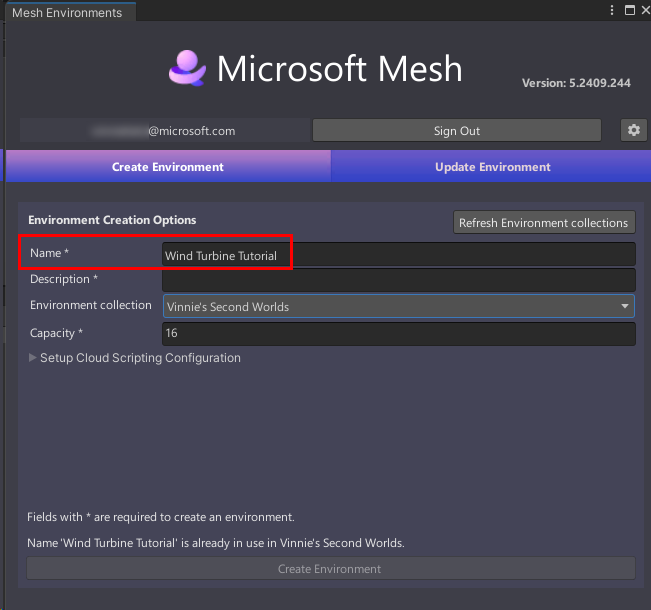 Mesh Environments
Microsoft Mesh
Version: 5.2409.244
@microsoft.com
Sign Out
Create Environment
Update Environment
Environment Creation Options
Refresh Environment collections
Name *
Wind Turbine Tutorial
Description *
Environment collection
Vinnie's Second Worlds
Capacity *
16
Setup Cloud Scripting Configuration
Fields with * are required to create an environment.
Name 'Wind Turbine Tutorial' is already in use in Vinnie's Second Worlds.
Create Environment